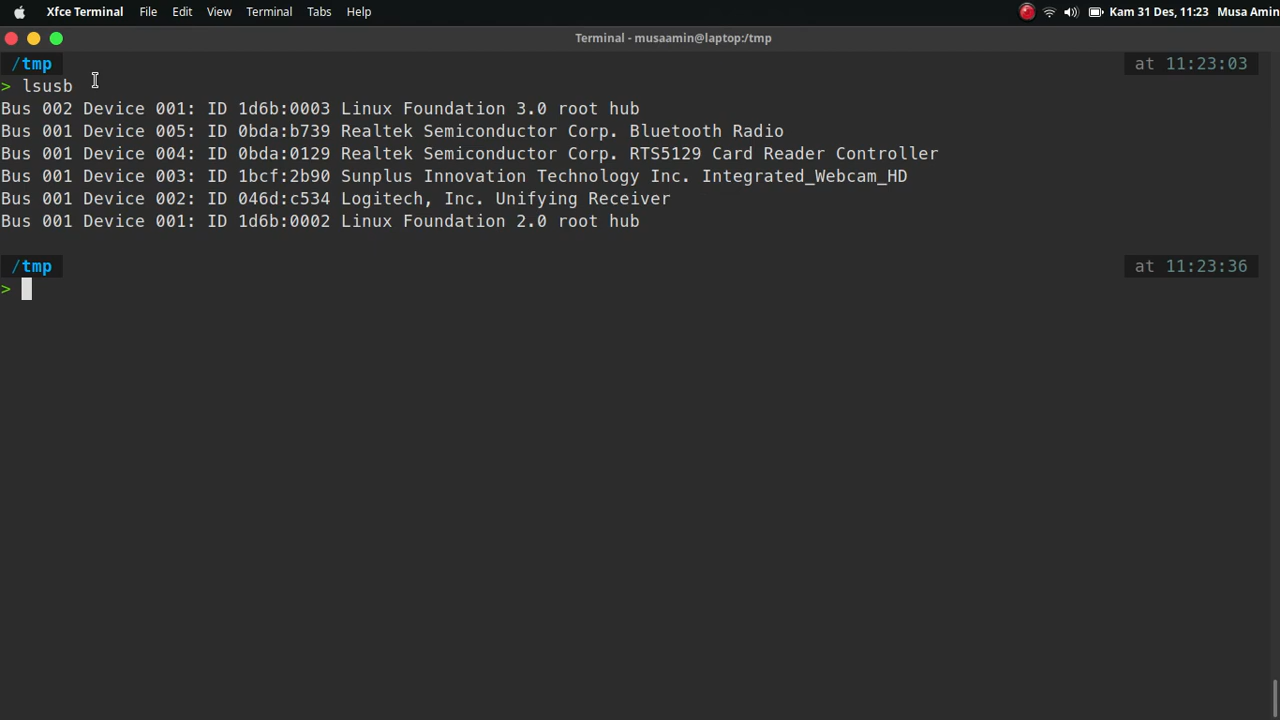 Xfce Terminal File Edit View Terminal Tabs Help Kam 31 Des, 11:23 Musa Amin
Terminal - musaamin@laptop:/tmp
/tmp at 11:23:03
> lsusb
Bus 002 Device 001: ID 1d6b:0003 Linux Foundation 3.0 root hub
Bus 001 Device 005: ID 0bda:b739 Realtek Semiconductor Corp. Bluetooth Radio
Bus 001 Device 004: ID 0bda:0129 Realtek Semiconductor Corp. RTS5129 Card Reader Controller
Bus 001 Device 003: ID 1bcf:2b90 Sunplus Innovation Technology Inc. Integrated_Webcam_HD
Bus 001 Device 002: ID 046d:c534 Logitech, Inc. Unifying Receiver
Bus 001 Device 001: ID 1d6b:0002 Linux Foundation 2.0 root hub
/tmp at 11:23:36
>